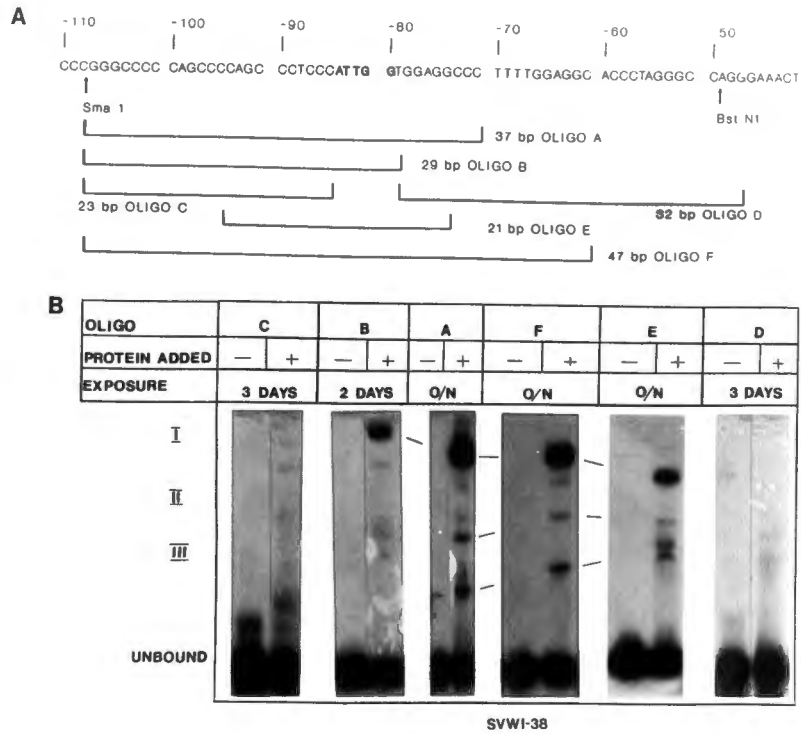 A
-110 -100 -90 -80 -70 -60 50
CCCGGGCCCC CAGCCCCAGC CCTCCCATTG GTGGAGGCCC TTTTGGAGGC ACCCTAGGGC CAGGGAAACT
Sma 1
Bst N1
37 bp OLIGO A
29 bp OLIGO B
23 bp OLIGO C
32 bp OLIGO D
21 bp OLIGO E
47 bp OLIGO F
B
OLIGO C B A F E D
PROTEIN ADDED − + − + − + − + − + − +
EXPOSURE 3 DAYS 2 DAYS O/N O/N O/N 3 DAYS
I
II
III
UNBOUND
SVWI-38